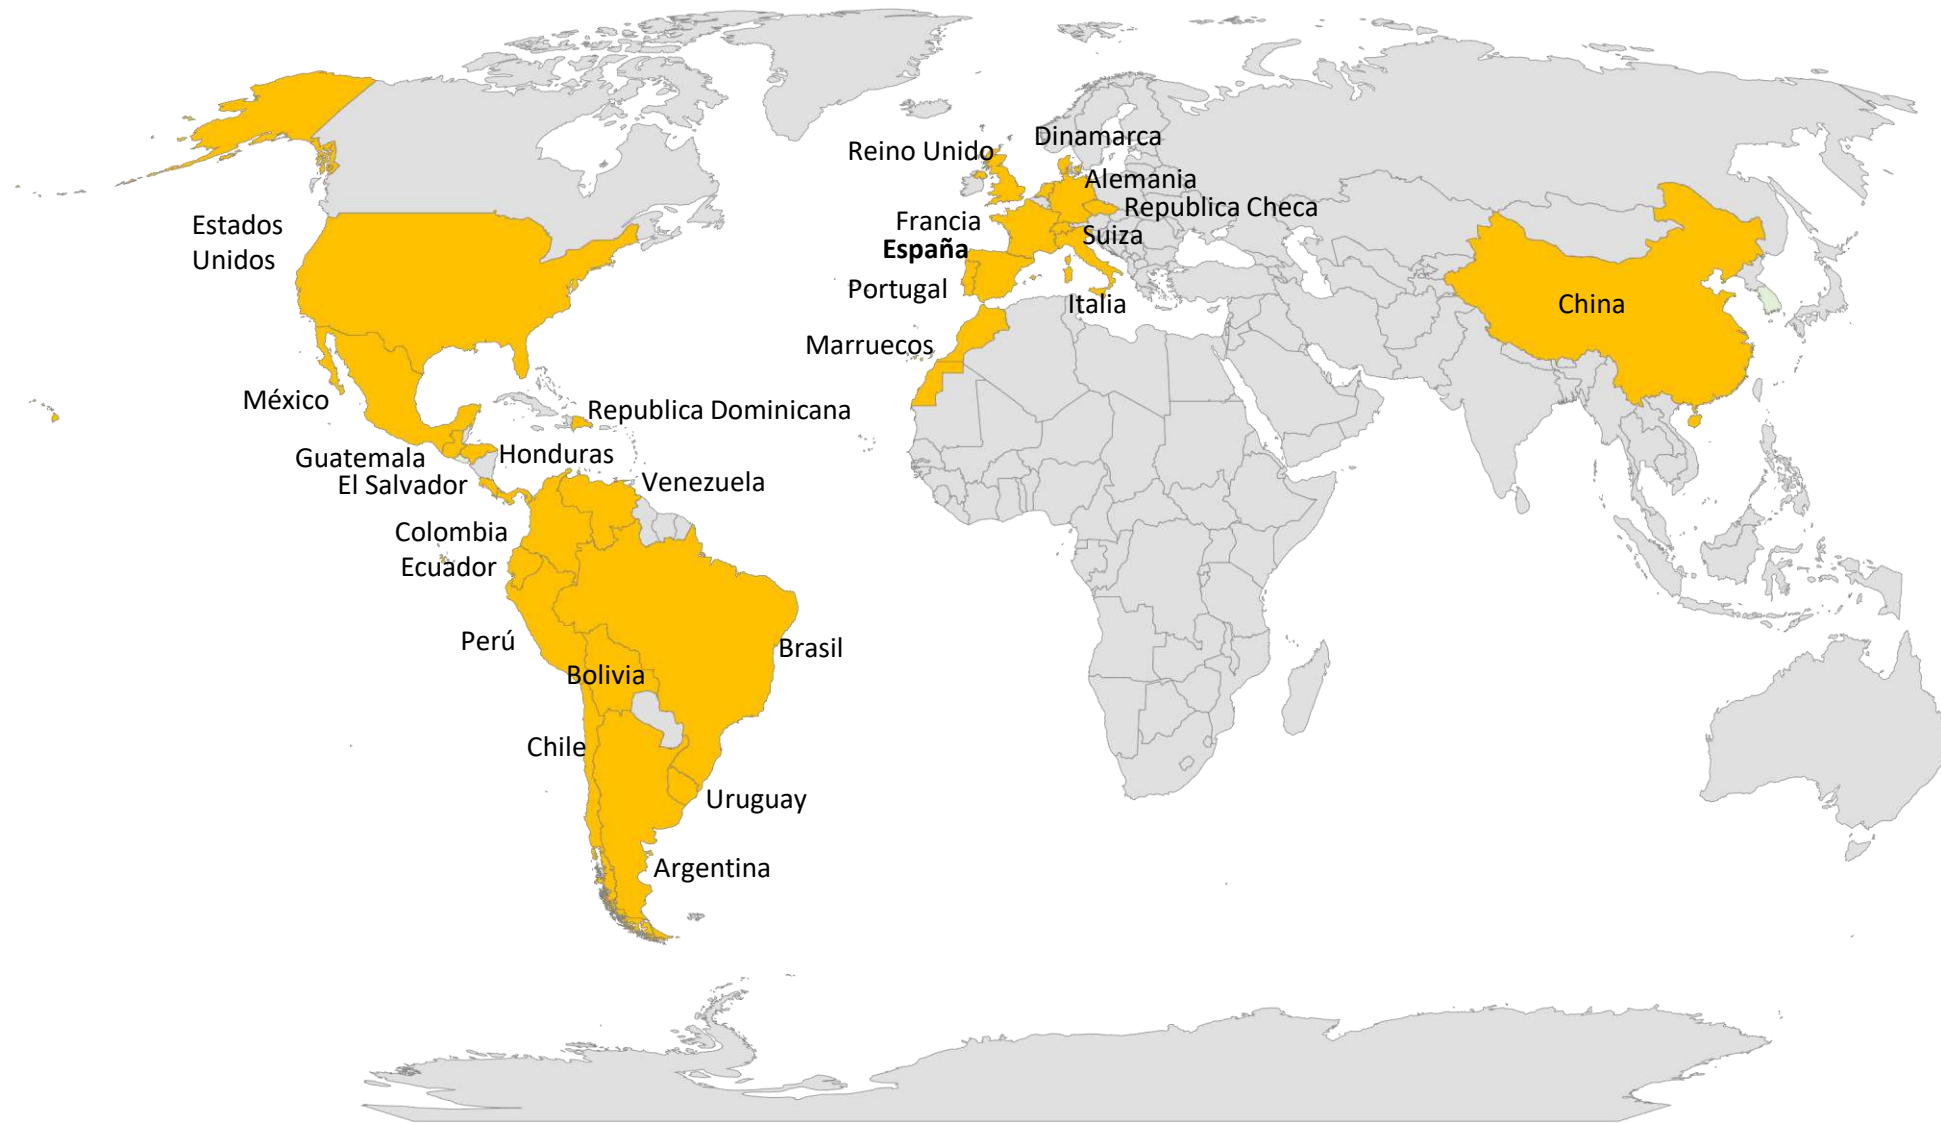 Dinamarca
Reino Unido
Alemania
Republica Checa
Francia
Estados
Unidos
Suiza
España
Portugal
Italia
China
Marruecos
México
Republica Dominicana
Guatemala
Honduras
El Salvador
Venezuela
Colombia
Ecuador
Perú
Brasil
Bolivia
Chile
Uruguay
Argentina